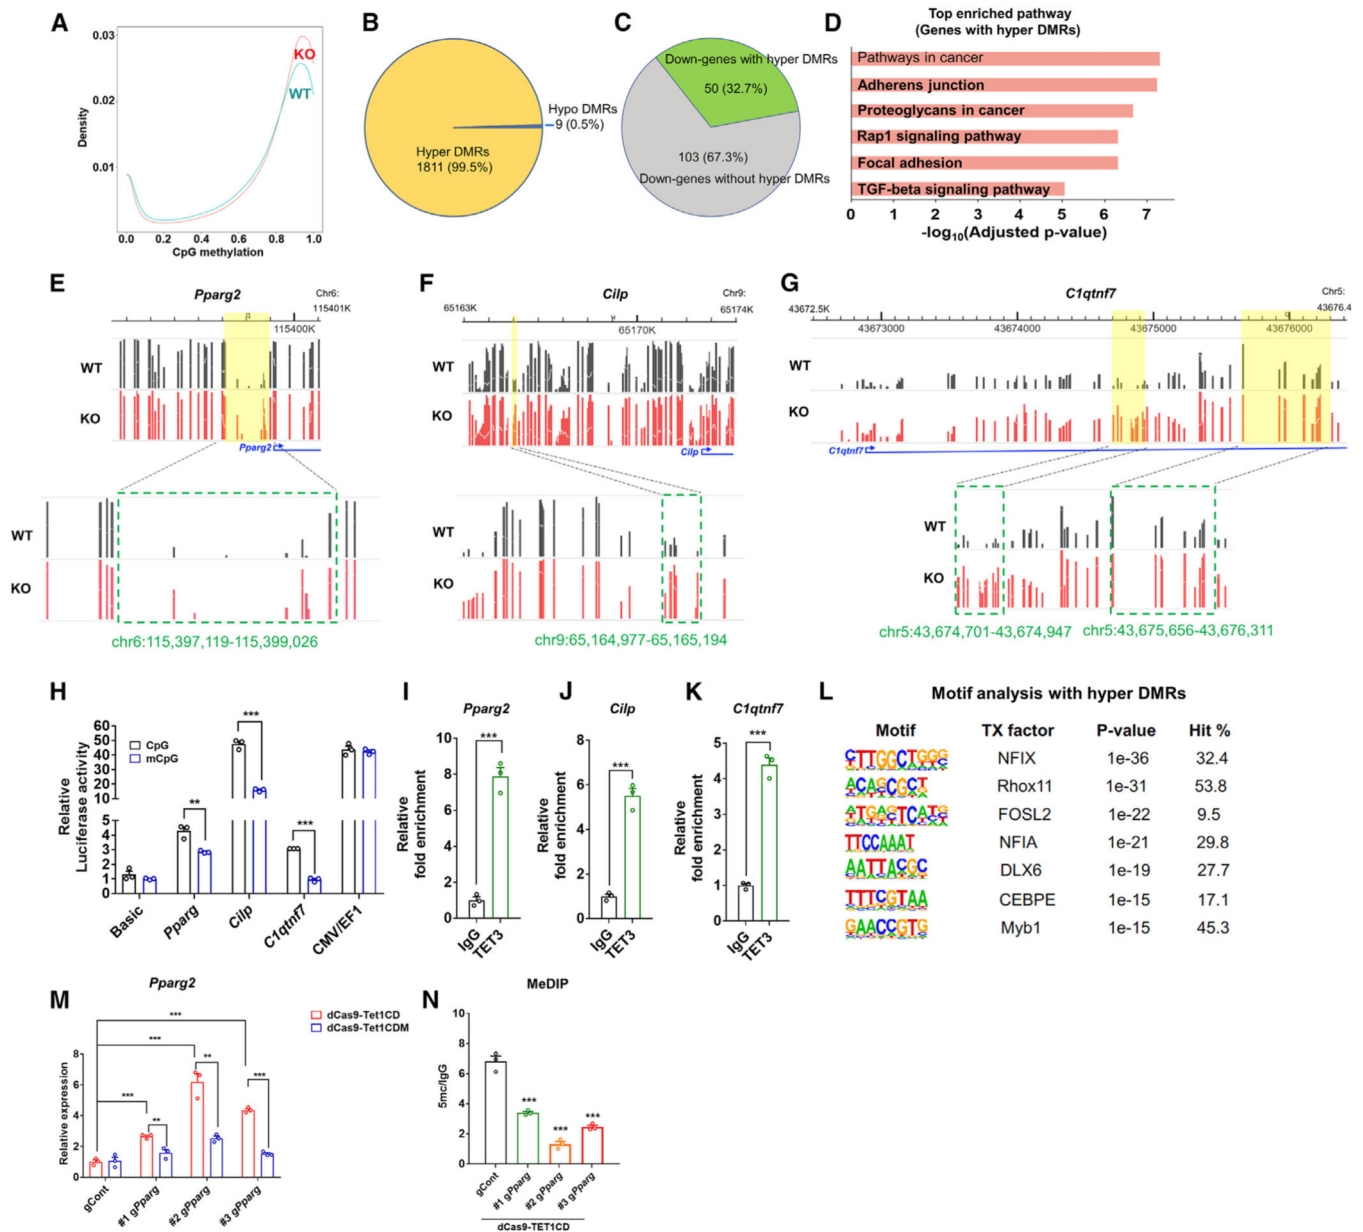 A
0.03
0.02
0.01
Density
KO
WT
0.0 0.2 0.4 0.6 0.8 1.0
CpG methylation
B
Hyper DMRs
1811 (99.5%)
Hypo DMRs
9 (0.5%)
C
Down-genes with hyper DMRs
50 (32.7%)
103 (67.3%)
Down-genes without hyper DMRs
D
Top enriched pathway
(Genes with hyper DMRs)
Pathways in cancer
Adherens junction
Proteoglycans in cancer
Rap1 signaling pathway
Focal adhesion
TGF-beta signaling pathway
0 1 2 3 4 5 6 7
-log10(Adjusted p-value)
E
Pparg2
Chr6:
115401K
115400K
WT
KO
Pparg2
WT
KO
chr6:115,397,119-115,399,026
F
Cilp
Chr9:
65163K
65174K
65170K
WT
KO
Cilp
WT
KO
chr9:65,164,977-65,165,194
G
C1qtnf7
Chr5:
43672.5K
43676.4
43673000 43674000 43675000 43676000
WT
KO
C1qtnf7
WT
KO
chr5:43,674,701-43,674,947 chr5:43,675,656-43,676,311
H
Relative
Luciferase activity
60
50
40
30
20
10
5
4
3
2
1
0
CpG
mCpG
***
**
***
Basic
Pparg
Cilp
C1qtnf7
CMV/EF1
I
Pparg2
Relative
fold enrichment
10
8
6
4
2
0
***
IgG
TET3
J
Cilp
Relative
fold enrichment
8
6
4
2
0
***
IgG
TET3
K
C1qtnf7
Relative
fold enrichment
5
4
3
2
1
0
***
IgG
TET3
L
Motif analysis with hyper DMRs
Motif TX factor P-value Hit %
CTTGGCTGGG NFIX 1e-36 32.4
ACAGCGCT Rhox11 1e-31 53.8
ATGAGTCATG FOSL2 1e-22 9.5
TTCCAAAT NFIA 1e-21 29.8
AATTACGC DLX6 1e-19 27.7
TTTCGTAA CEBPE 1e-15 17.1
GAACCGTG Myb1 1e-15 45.3
M
Pparg2
dCas9-Tet1CD
dCas9-Tet1CDM
Relative expression
8
6
4
2
0
***
***
***
**
**
***
gCont
#1 gPparg
#2 gPparg
#3 gPparg
N
MeDIP
5mc/IgG
10
8
6
4
2
0
***
***
***
gCont
#1 gPparg
#2 gPparg
#3 gPparg
dCas9-TET1CD